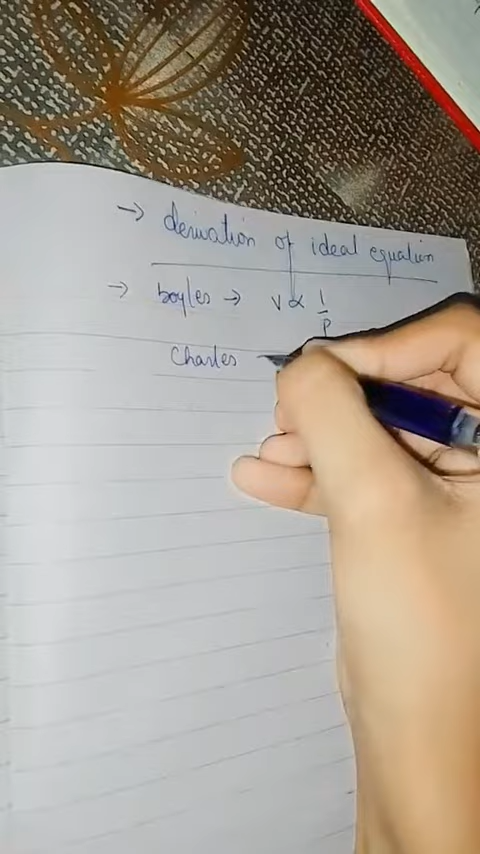 → derivation of ideal equation
→ boyles → V ∝ 1/P
Charles